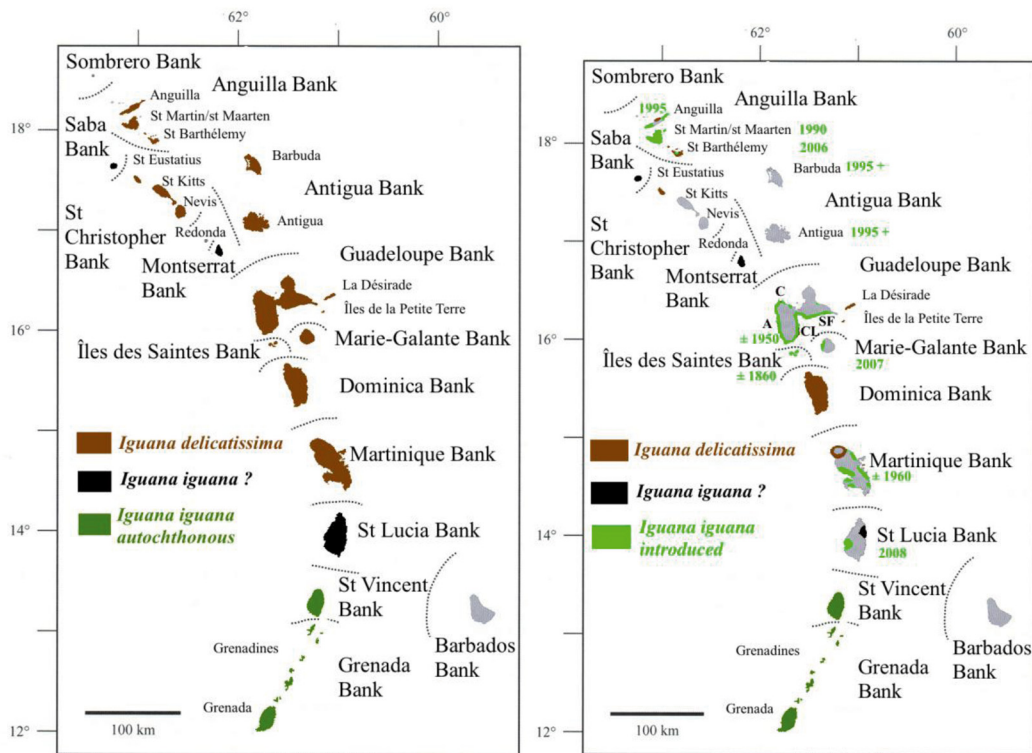 62°
60°
Sombrero Bank
Anguilla Bank
Anguilla
St Martin/st Maarten
St Barthélemy
18°
Saba
Bank
St Eustatius
St Kitts
Nevis
Barbuda
Antigua Bank
St
Christopher
Bank
Redonda
Antigua
Montserrat
Bank
Guadeloupe Bank
La Désirade
Îles de la Petite Terre
16°
Marie-Galante Bank
Îles des Saintes Bank
Dominica Bank
Iguana delicatissima
Martinique Bank
Iguana iguana ?
Iguana iguana
autochthonous
14°
St Lucia Bank
St Vincent
Bank
Grenadines
Barbados
Bank
Grenada
Bank
Grenada
100 km
12°
62°
60°
Sombrero Bank
Anguilla Bank
1995
Anguilla
St Martin/st Maarten
1990
2006
St Barthélemy
18°
Saba
Bank
St Eustatius
St Kitts
Nevis
Barbuda
1995 +
Antigua Bank
St
Christopher
Bank
Redonda
Antigua
1995 +
Montserrat
Bank
Guadeloupe Bank
C
La Désirade
Îles de la Petite Terre
SF
A
CL
16°
± 1950
Marie-Galante Bank
2007
Îles des Saintes Bank
± 1860
Dominica Bank
Iguana delicatissima
Martinique Bank
± 1960
Iguana iguana ?
Iguana iguana
introduced
14°
St Lucia Bank
2008
St Vincent
Bank
Grenadines
Barbados
Bank
Grenada
Bank
Grenada
100 km
12°